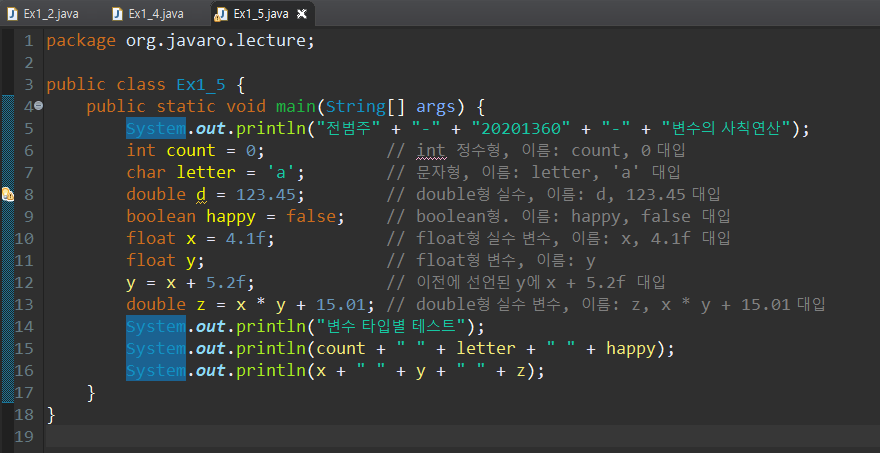 Ex1_2.java Ex1_4.java Ex1_5.java
1 package org.javaro.lecture;
2
3 public class Ex1_5 {
4 public static void main(String[] args) {
5 System.out.println("전범주" + "-" + "20201360" + "-" + "변수의 사칙연산");
6 int count = 0; // int 정수형, 이름: count, 0 대입
7 char letter = 'a'; // 문자형, 이름: letter, 'a' 대입
8 double d = 123.45; // double형 실수, 이름: d, 123.45 대입
9 boolean happy = false; // boolean형. 이름: happy, false 대입
10 float x = 4.1f; // float형 실수 변수, 이름: x, 4.1f 대입
11 float y; // float형 변수, 이름: y
12 y = x + 5.2f; // 이전에 선언된 y에 x + 5.2f 대입
13 double z = x * y + 15.01; // double형 실수 변수, 이름: z, x * y + 15.01 대입
14 System.out.println("변수 타입별 테스트");
15 System.out.println(count + " " + letter + " " + happy);
16 System.out.println(x + " " + y + " " + z);
17 }
18 }
19